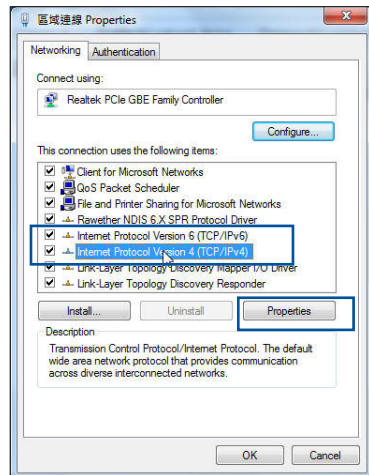 區域連線 Properties
Networking
Authentication
Connect using:
Realtek PCIe GBE Family Controller
Configure...
This connection uses the following items:
Client for Microsoft Networks
QoS Packet Scheduler
File and Printer Sharing for Microsoft Networks
Rawether NDIS 6.X SPR Protocol Driver
Internet Protocol Version 6 (TCP/IPv6)
Internet Protocol Version 4 (TCP/IPv4)
Link-Layer Topology Discovery Mapper I/O Driver
Link-Layer Topology Discovery Responder
Install...
Uninstall
Properties
Description
Transmission Control Protocol/Internet Protocol. The default
wide area network protocol that provides communication
across diverse interconnected networks.
OK
Cancel